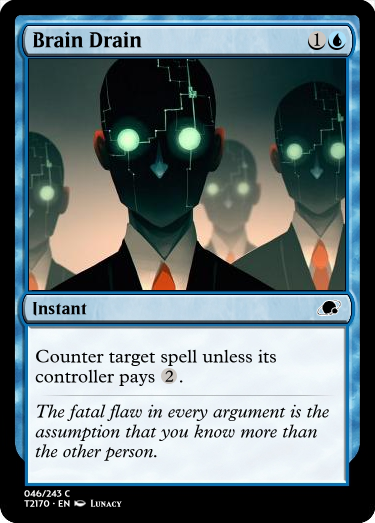 Brain Drain 1
Instant
Counter target spell unless its
controller pays 2.
The fatal flaw in every argument is the
assumption that you know more than
the other person.
046/243 C
T2170 · EN LUNACY